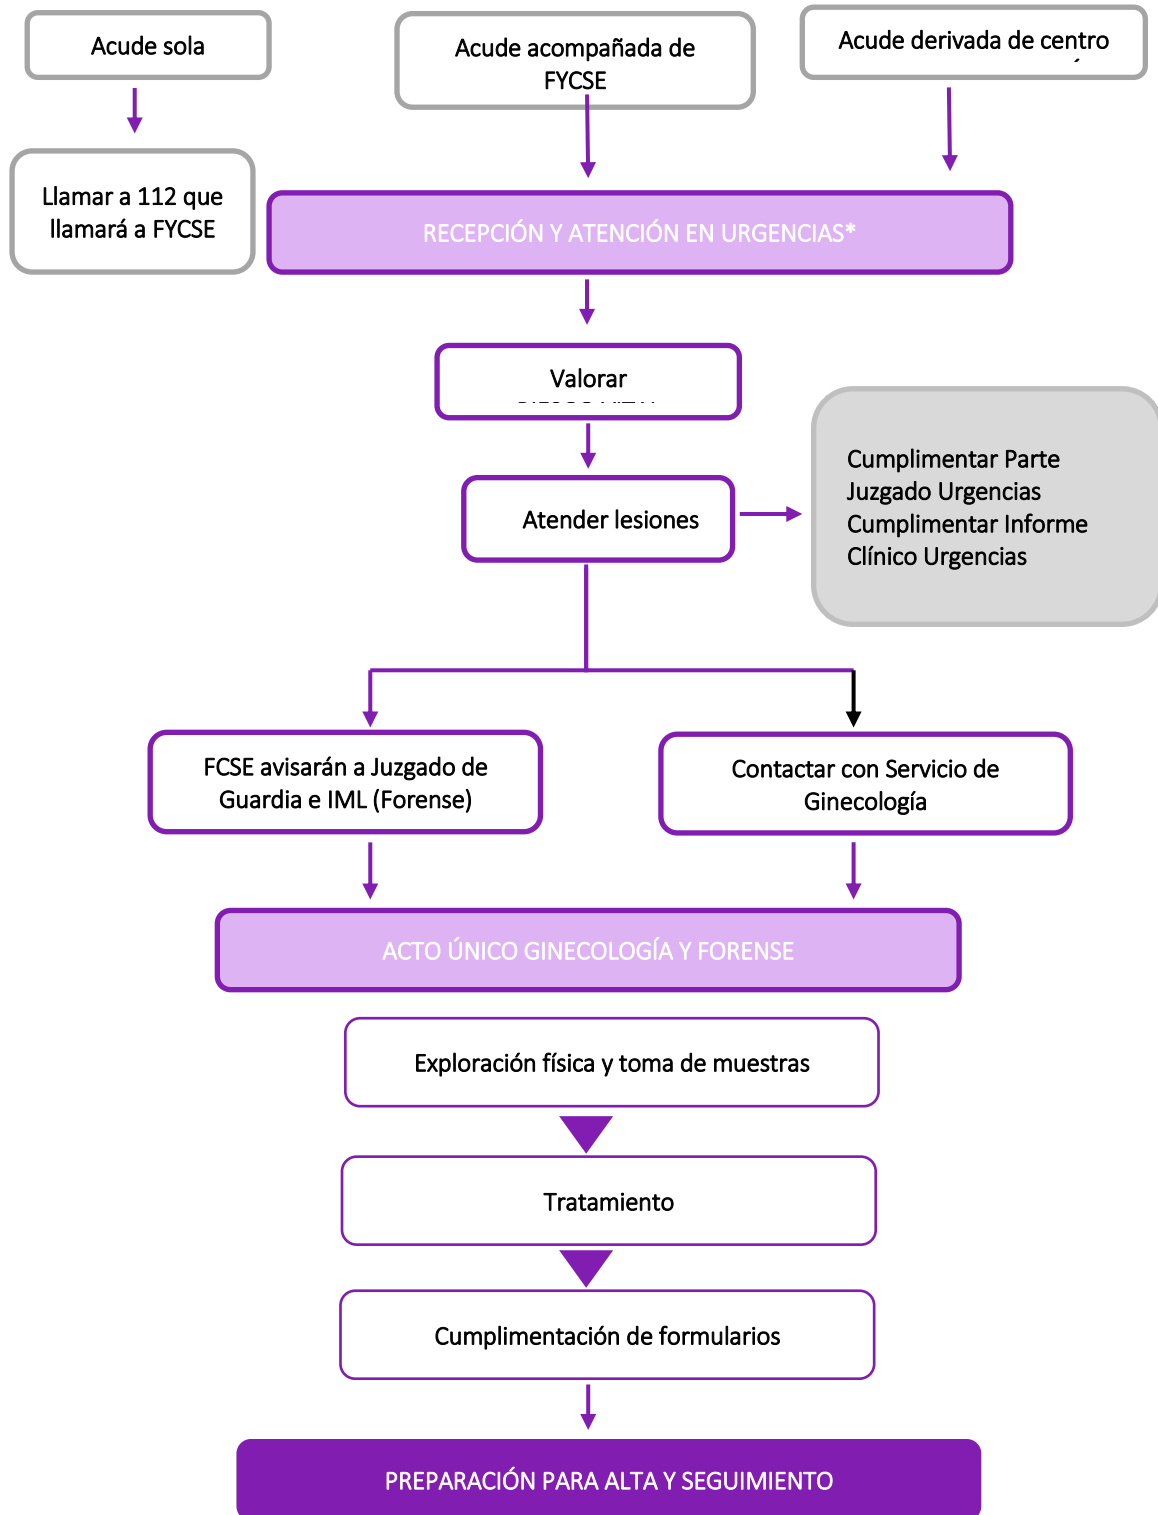 Acude sola
Acude acompañada de
FYCSE
Acude derivada de centro
Llamar a 112 que
llamará a FYCSE
RECEPCIÓN Y ATENCIÓN EN URGENCIAS*
Valorar
Cumplimentar Parte
Juzgado Urgencias
Cumplimentar Informe
Clínico Urgencias
Atender lesiones
FCSE avisarán a Juzgado de
Guardia e IML (Forense)
Contactar con Servicio de
Ginecología
ACTO ÚNICO GINECOLOGÍA Y FORENSE
Exploración física y toma de muestras
Tratamiento
Cumplimentación de formularios
PREPARACIÓN PARA ALTA Y SEGUIMIENTO